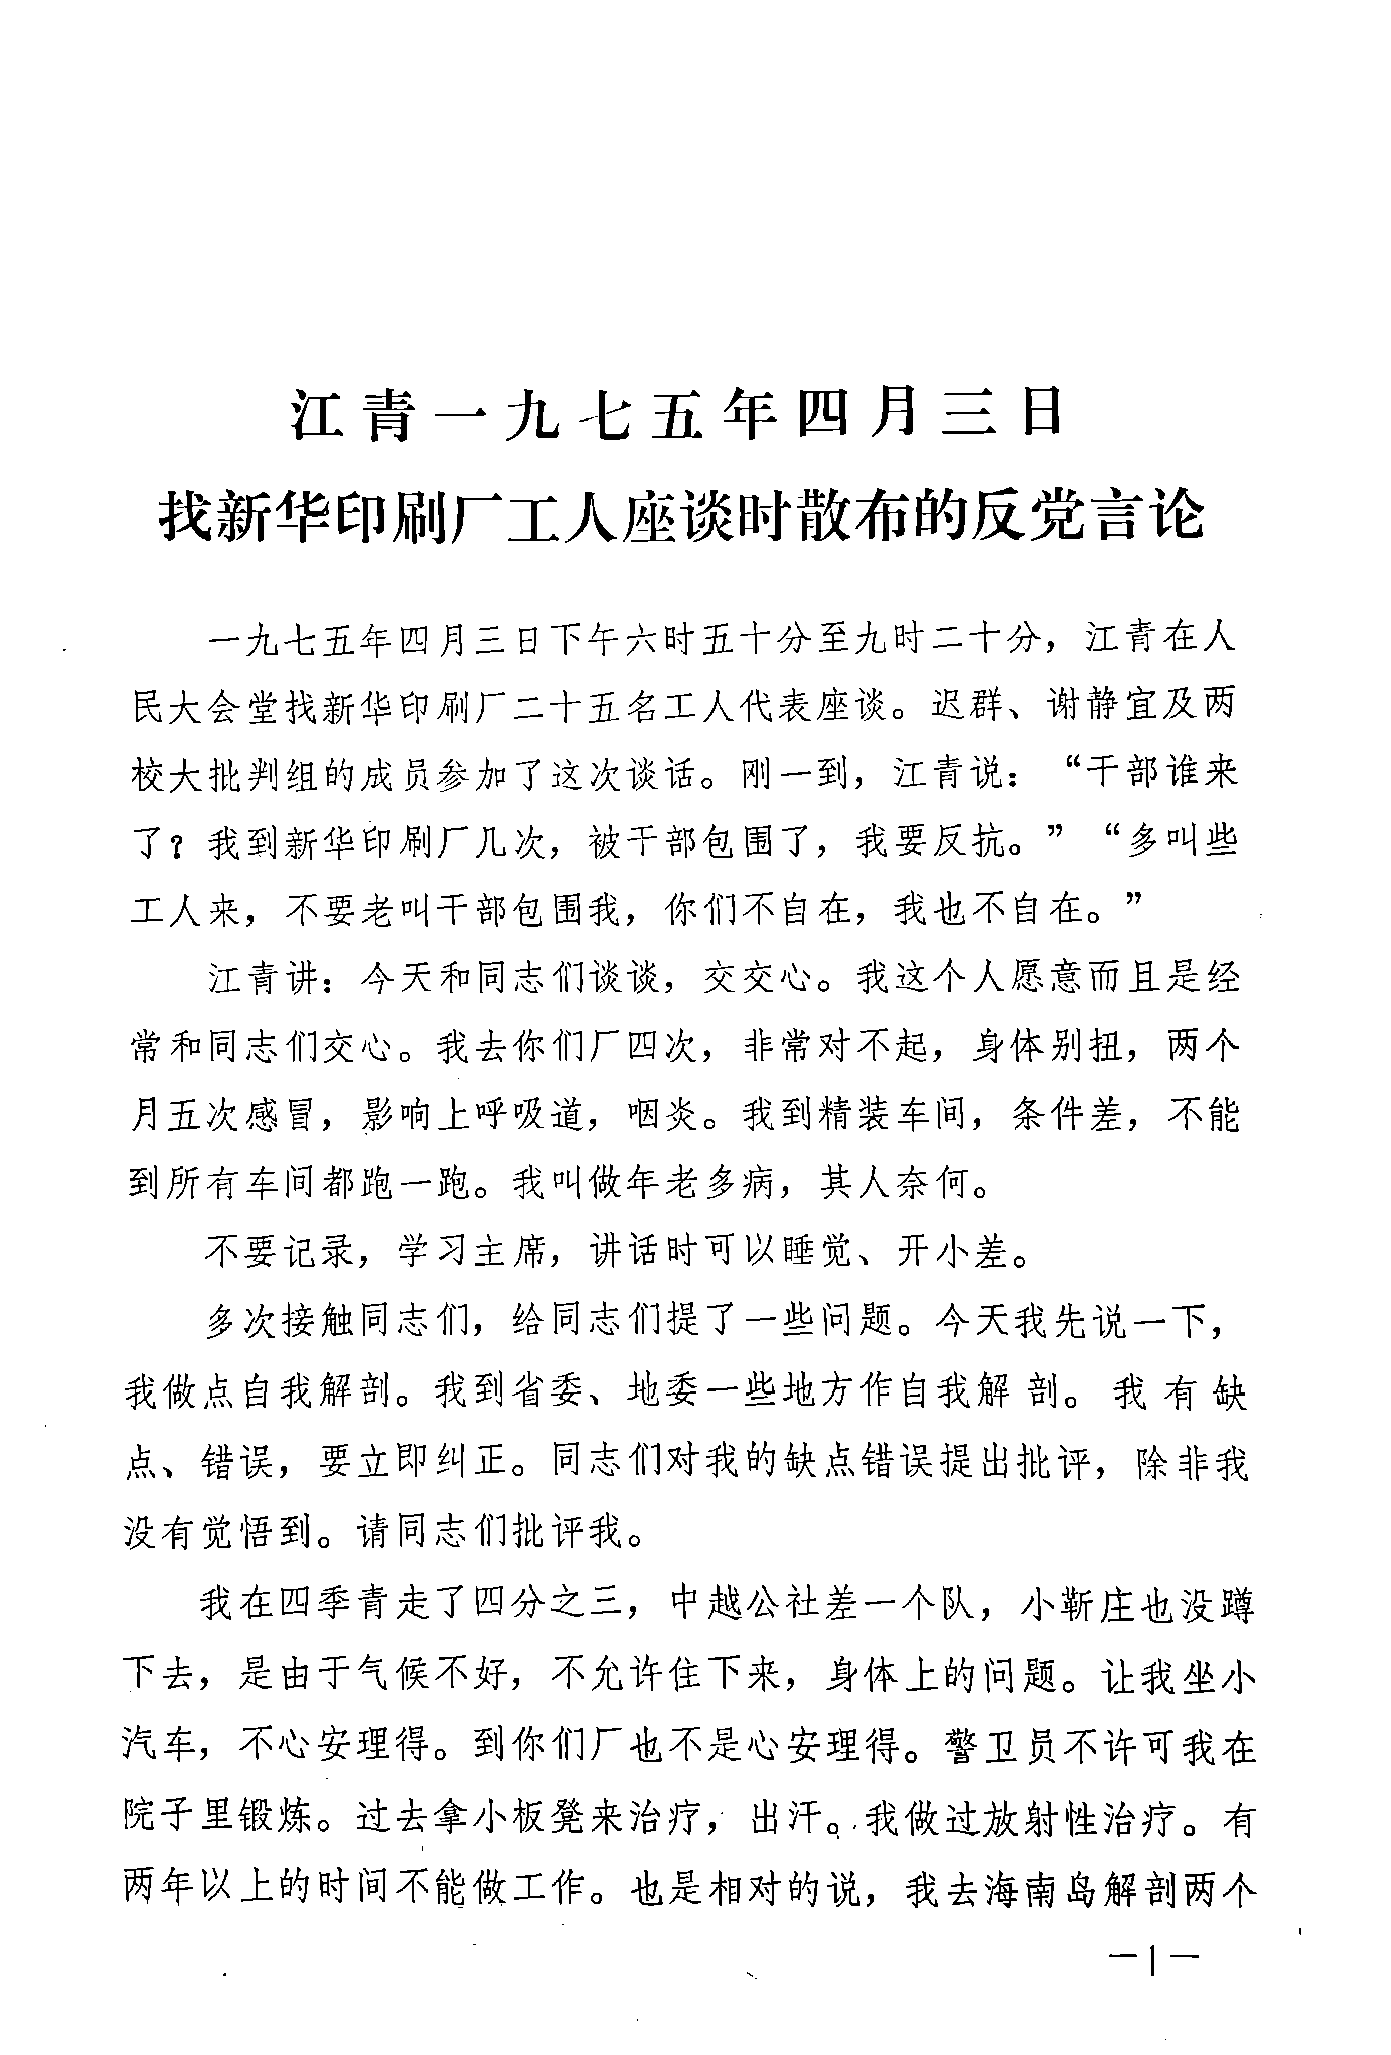 江青一九七五年四月三日
找新华印刷厂工人座谈时散布的反党言论
一九七五年四月三日下午六时五十分至九时二十分，江青在人
民大会堂找新华印刷厂二十五名工人代表座谈。迟群、谢静宜及两
校大批判组的成员参加了这次谈话。刚一到，江青说：“干部谁来
了？我到新华印刷厂几次，被干部包围了，我要反抗。”“多叫些
工人来，不要老叫干部包围我，你们不自在，我也不自在。”
江青讲：今天和同志们谈谈，交交心。我这个人愿意而且是经
常和同志们交心。我去你们厂四次，非常对不起，身体别扭，两个
月五次感冒，影响上呼吸道，咽炎。我到精装车间，条件差，不能
到所有车间都跑一跑。我叫做年老多病，其人奈何。
不要记录，学习主席，讲话时可以睡觉、开小差。
多次接触同志们，给同志们提了一些问题。今天我先说一下，
我做点自我解剖。我到省委、地委一些地方作自我解剖。我有缺
点、错误，要立即纠正。同志们对我的缺点错误提出批评，除非我
没有觉悟到。请同志们批评我。
我在四季青走了四分之三，中越公社差一个队，小靳庄也没蹲
下去，是由于气候不好，不允许住下来，身体上的问题。让我坐小
汽车，不心安理得。到你们厂也不是心安理得。警卫员不许可我在
院子里锻炼。过去拿小板凳来治疗，出汗。我做过放射性治疗。有
两年以上的时间不能做工作。也是相对的说，我去海南岛解剖两个
—1—